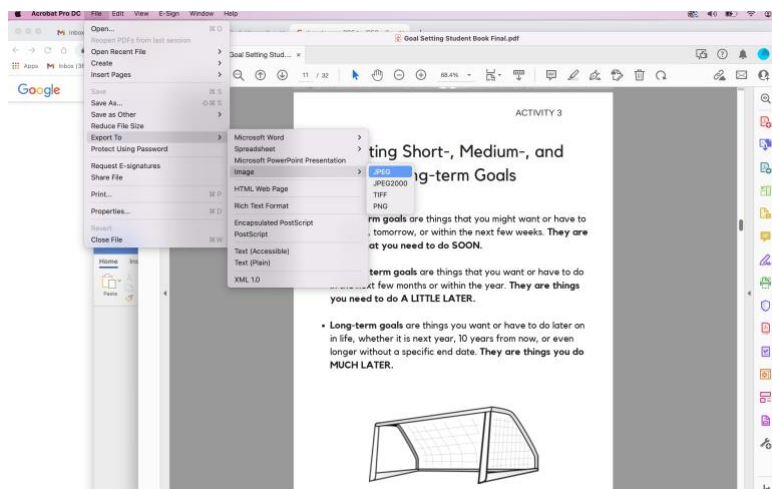 Acrobat Pro DC File Edit View E-Sign Window Help
Goal Setting Student Book Final.pdf
Apps M Inbox
Google
Goal Setting Stud... ×
11 / 32 68.4%
Open... ⌘O
Reopen PDFs from last session
Open Recent File >
Create >
Insert Pages >
Save ⌘S
Save As... ⇧⌘S
Save as Other >
Reduce File Size
Export To >
Protect Using Password
Request E-signatures
Share File
Print... ⌘P
Properties... ⌘D
Revert
Close File ⌘W
Microsoft Word >
Spreadsheet >
Microsoft PowerPoint Presentation
Image >
HTML Web Page
Rich Text Format
Encapsulated PostScript
PostScript
Text (Accessible)
Text (Plain)
XML 1.0
JPEG
JPEG2000
TIFF
PNG
Home
Paste
ACTIVITY 3
ting Short-, Medium-, and
ng-term Goals
rm goals are things that you might want or have to
, tomorrow, or within the next few weeks. They are
at you need to do SOON.
term goals are things that you want or have to do
in the next few months or within the year. They are things
you need to do A LITTLE LATER.
• Long-term goals are things you want or have to do later on
in life, whether it is next year, 10 years from now, or even
longer without a specific end date. They are things you do
MUCH LATER.